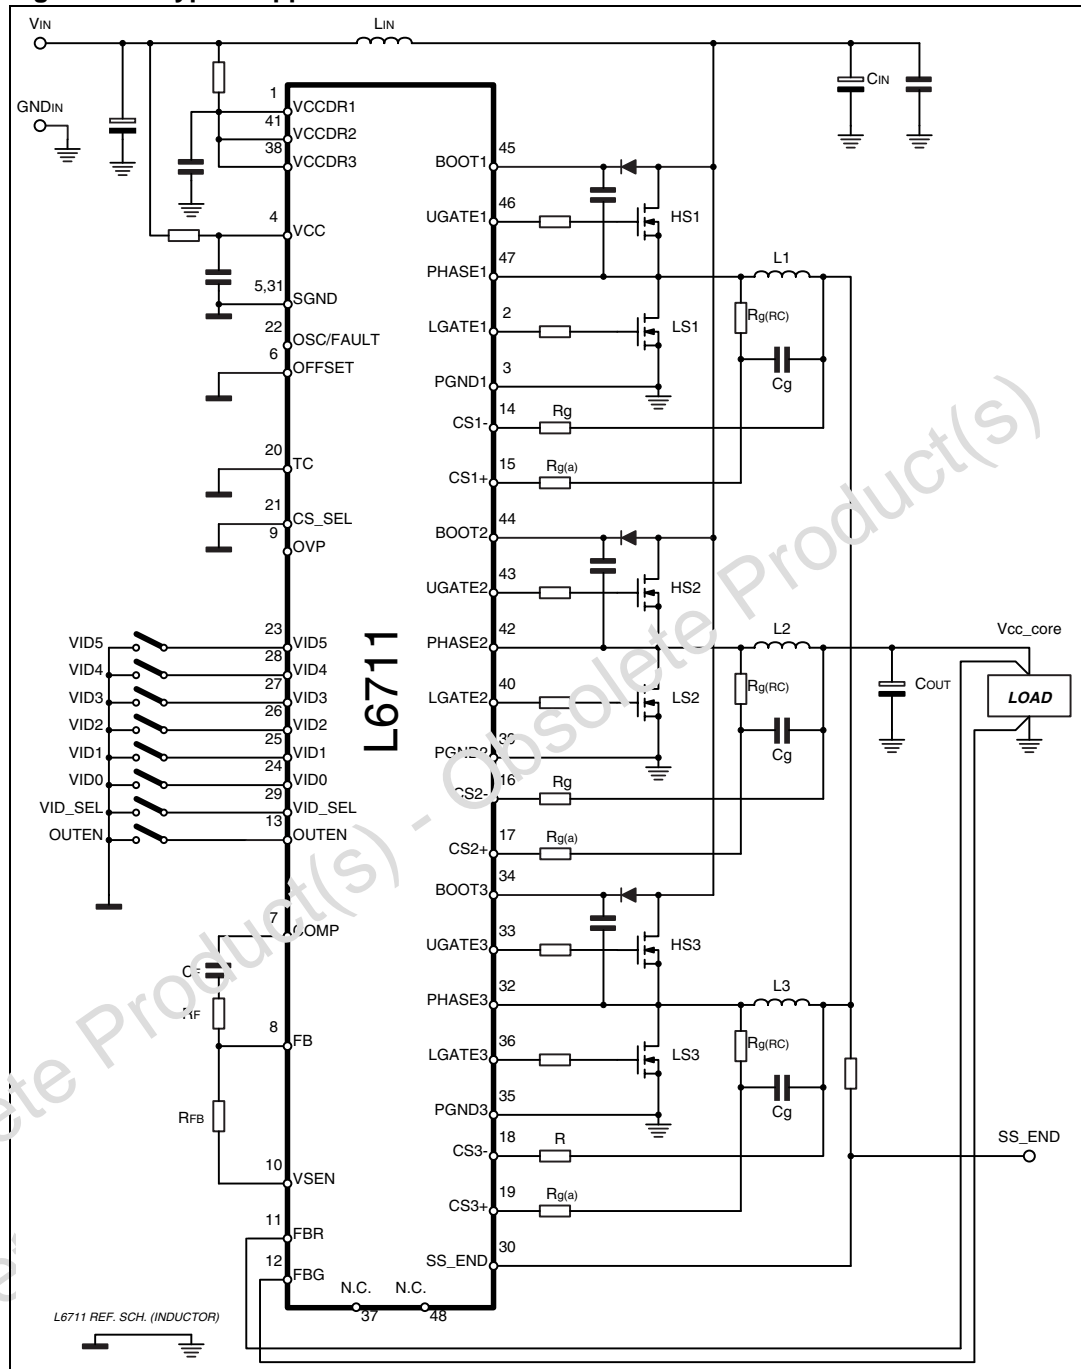 VIN
LIN
CIN
GNDIN
1
VCCDR1
41
VCCDR2
38
VCCDR3
4
VCC
5,31
SGND
22
OSC/FAULT
6
OFFSET
20
TC
21
CS_SEL
9
OVP
VID5
23
VID5
VID4
28
VID4
VID3
27
VID3
VID2
26
VID2
VID1
25
VID1
VID0
24
VID0
VID_SEL
29
VID_SEL
OUTEN
13
OUTEN
7
COMP
CF
RF
8
FB
RFB
10
VSEN
11
FBR
12
FBG
L6711
N.C.
37
N.C.
48
BOOT1
45
UGATE1
46
HS1
PHASE1
47
L1
LGATE1
2
LS1
Rg(RC)
Cg
PGND1
3
CS1-
14
Rg
CS1+
15
Rg(a)
BOOT2
44
UGATE2
43
HS2
PHASE2
42
L2
LGATE2
40
LS2
Rg(RC)
Cg
PGND2
39
CS2-
16
Rg
CS2+
17
Rg(a)
Vcc_core
COUT
LOAD
BOOT3
34
UGATE3
33
HS3
PHASE3
32
L3
LGATE3
36
LS3
Rg(RC)
Cg
PGND3
35
CS3-
18
R
CS3+
19
Rg(a)
SS_END
30
SS_END
L6711 REF. SCH. (INDUCTOR)
Obsolete Product(s)
ete Product(s) -